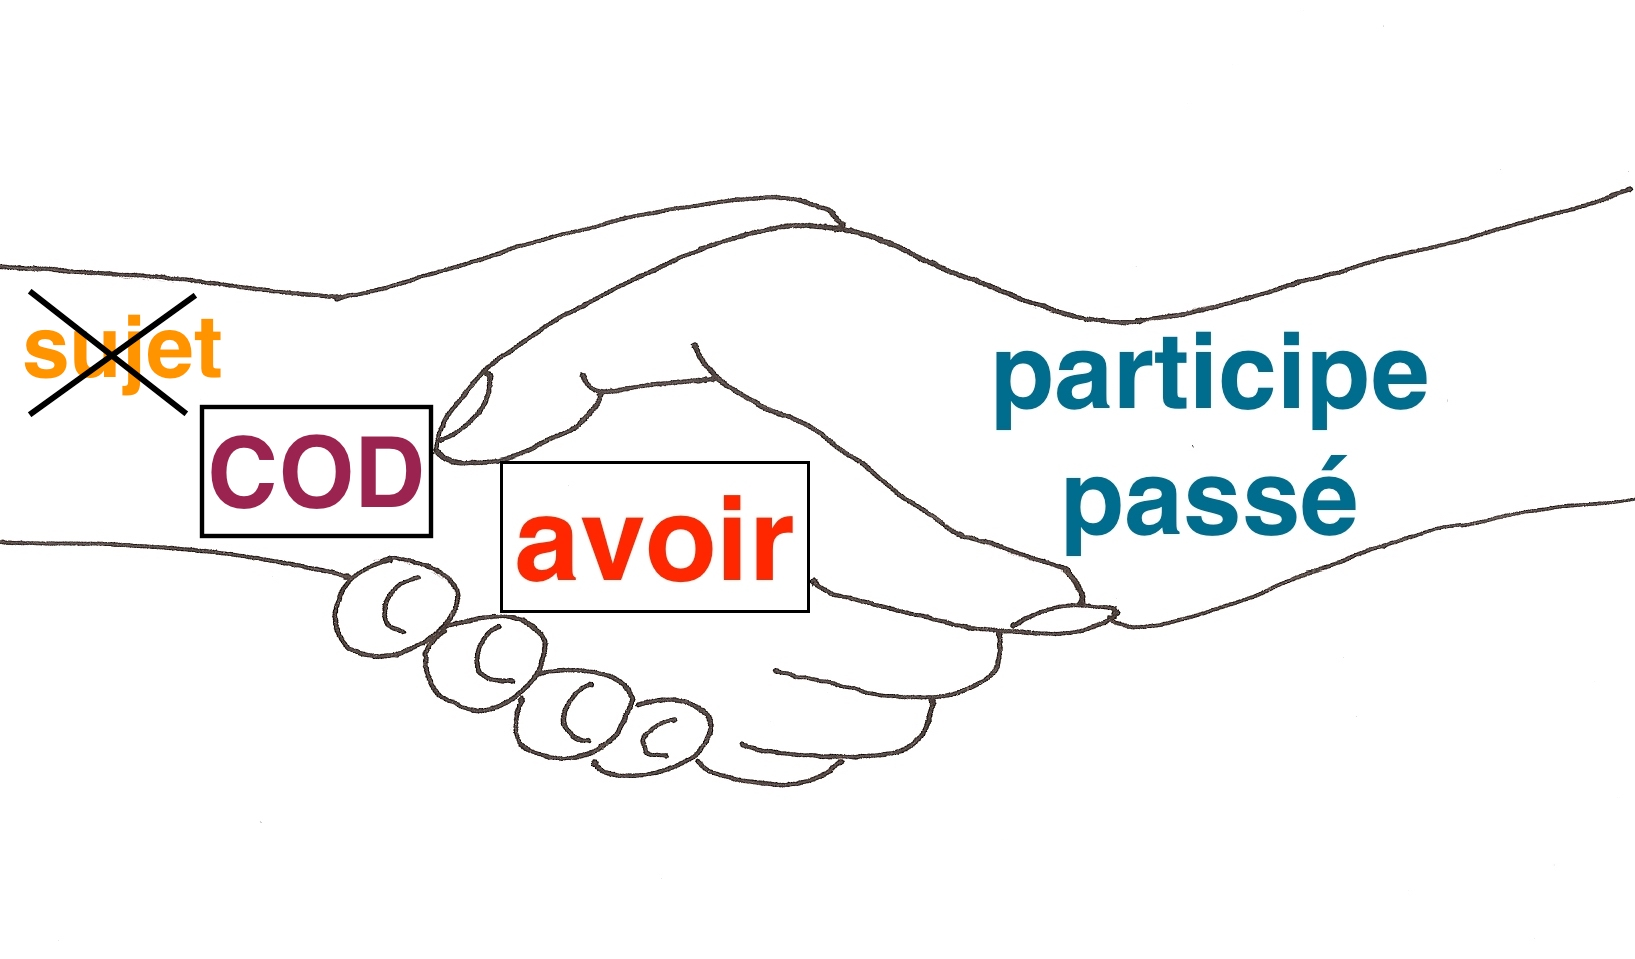 sujet
COD
avoir
participe
passé